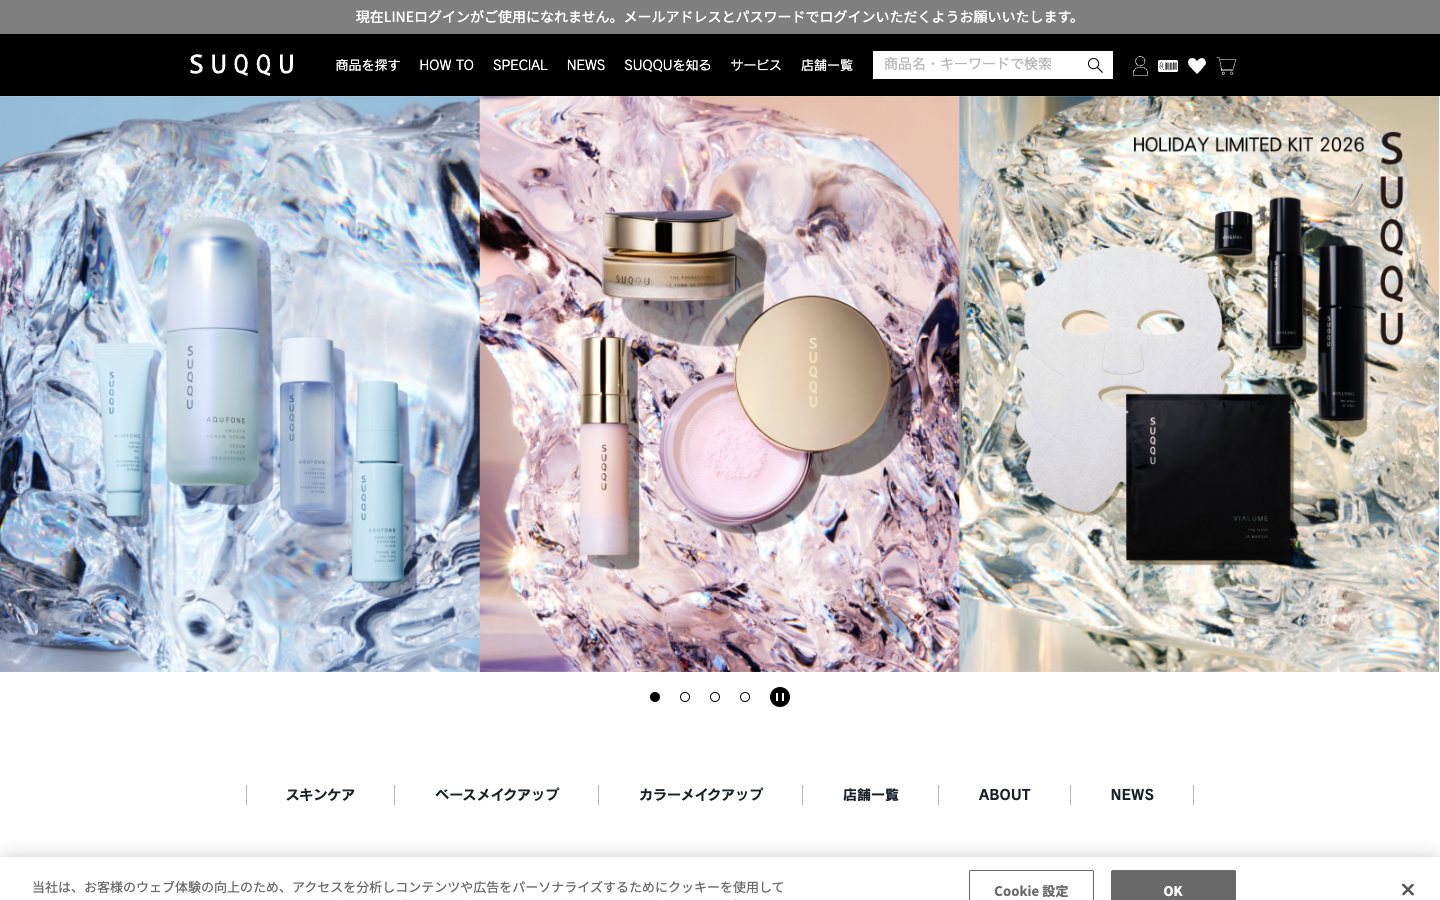 現在LINEログインがご使用になれません。メールアドレスとパスワードでログインいただくようお願いいたします。
SUQQU
商品を探す HOW TO SPECIAL NEWS SUQQUを知る サービス 店舗一覧
商品名・キーワードで検索
HOLIDAY LIMITED KIT 2026
SUQQU
SUQQU
AQUFONE
SUQQU
AQUFONE
SMOOTH
RENEW SERUM
SUQQU
AQUFONE
SUQQU
AQUFONE
SUQQU
THE FOUNDATION
SUQQU
SUQQU
SUQQU
VIALUME
スキンケア
ベースメイクアップ
カラーメイクアップ
店舗一覧
ABOUT
NEWS
当社は、お客様のウェブ体験の向上のため、アクセスを分析しコンテンツや広告をパーソナライズするためにクッキーを使用して
Cookie 設定
OK